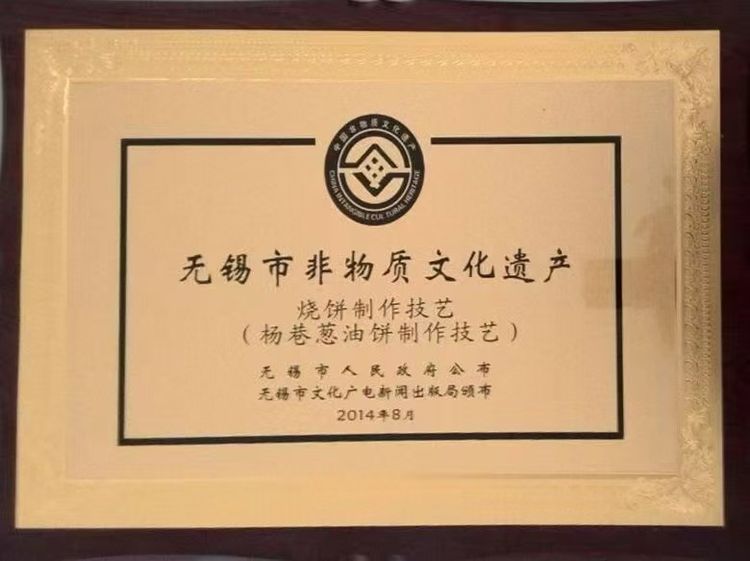 中国非物质文化遗产
CHINA INTANGIBLE CULTURAL HERITAGE
无锡市非物质文化遗产
烧饼制作技艺
（杨巷葱油饼制作技艺）
无锡市人民政府公布
无锡市文化广电新闻出版局颁布
2014年8月